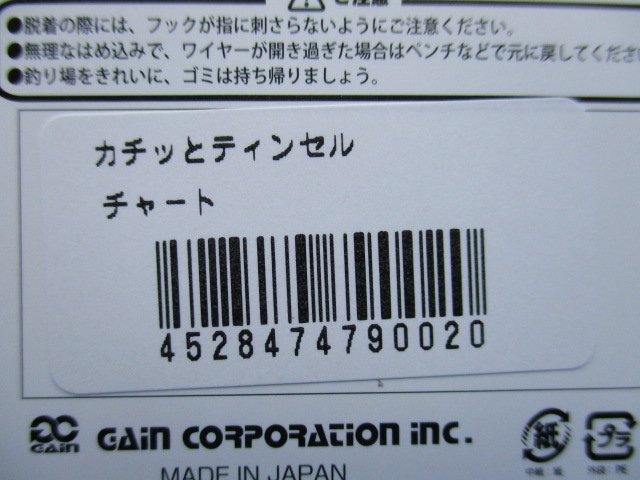 ご注意
●脱着の際には、フックが指に刺さらないようにご注意ください。
●無理なはめ込みで、ワイヤーが開き過ぎた場合はペンチなどで元に戻してくださ
●釣り場をきれいに、ゴミは持ち帰りましょう。
カチッとティンセル
チャート
4528474790020
GAIN GAIN CORPORATION INC.
紙 プラ
MADE IN JAPAN